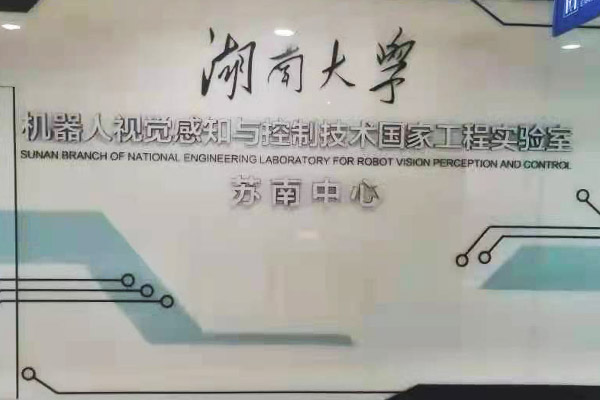 湖南大学
机器人视觉感知与控制技术国家工程实验室
SUNAN BRANCH OF NATIONAL ENGINEERING LABORATORY FOR ROBOT VISION PERCEPTION AND CONTROL
苏南中心